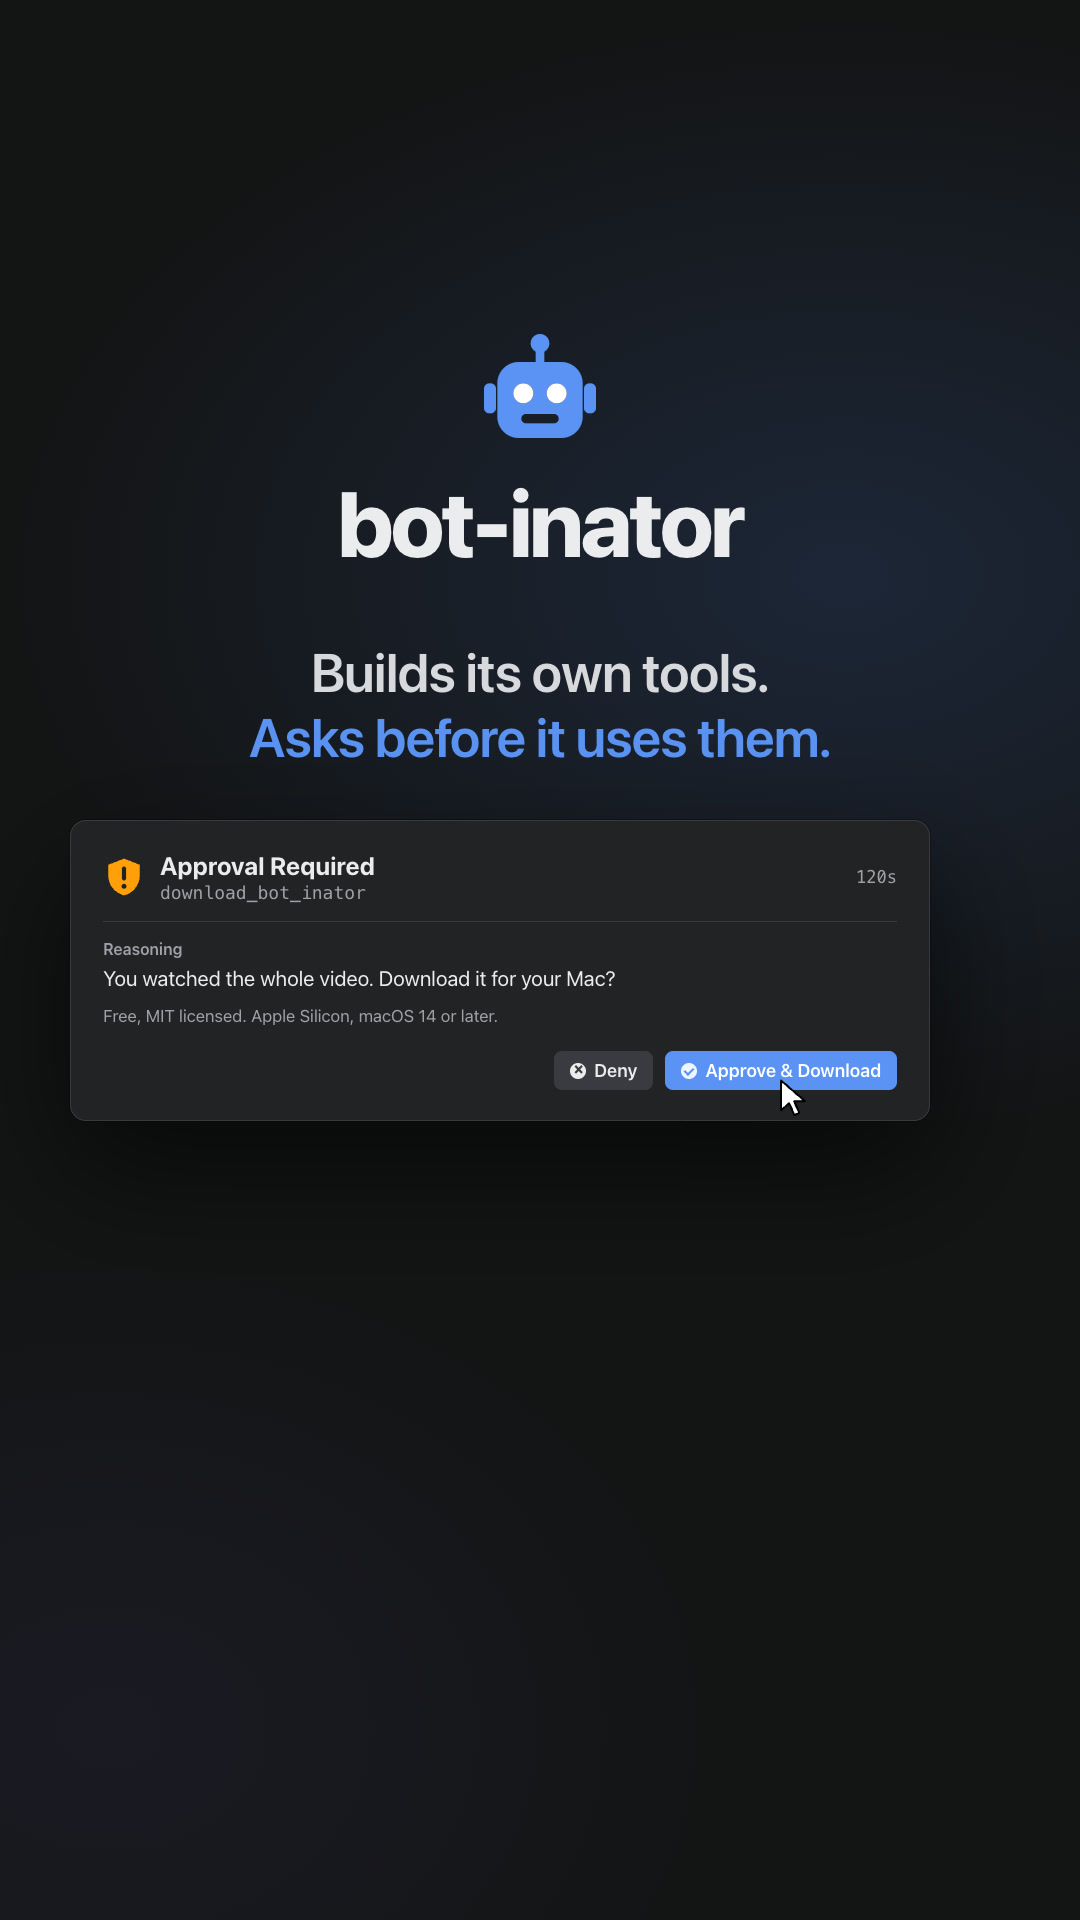 bot-inator
Builds its own tools.
Asks before it uses them.
Approval Required
download_bot_inator
120s
Reasoning
You watched the whole video. Download it for your Mac?
Free, MIT licensed. Apple Silicon, macOS 14 or later.
Deny
Approve & Download